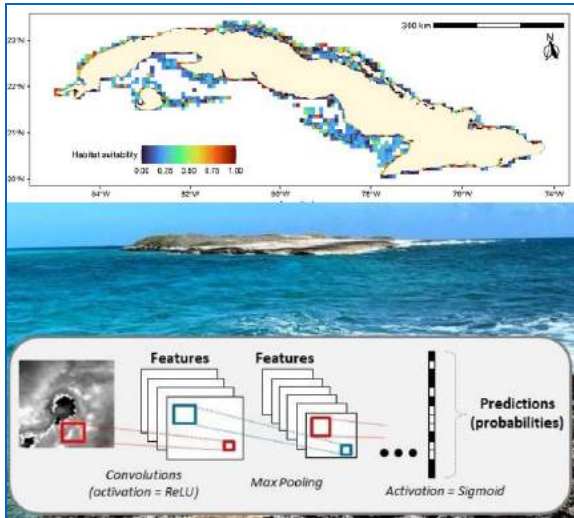 300 km
N
23°N
22°N
21°N
20°N
Habitat suitability
0.00 0.25 0.50 0.75 1.00
84°W 82°W 80°W 78°W 76°W 74°W
Features Features
Predictions
(probabilities)
Convolutions
(activation = ReLU)
Max Pooling
Activation = Sigmoid